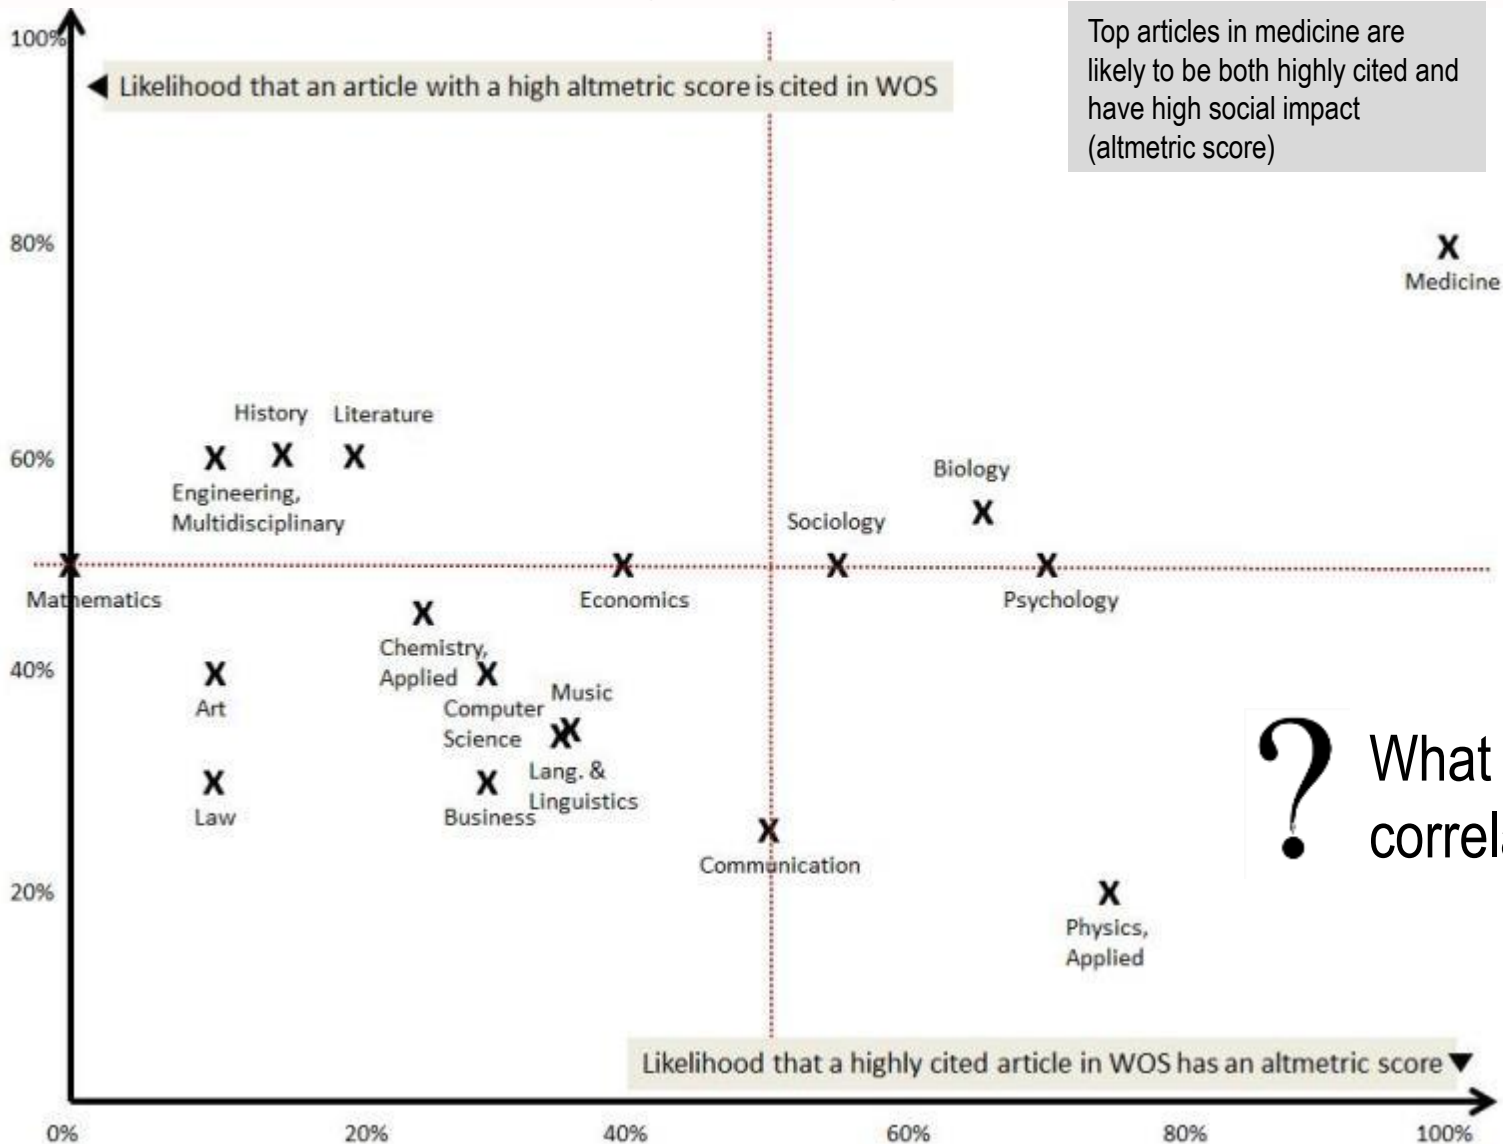 100%
Likelihood that an article with a high altmetric score is cited in WOS
Top articles in medicine are
likely to be both highly cited and
have high social impact
(altmetric score)
80%
X
Medicine
History Literature
60%
X X X
Engineering,
Multidisciplinary
Biology
X
Sociology
X X X X
Mathematics
Economics
Psychology
X
Chemistry,
Applied
40%
X
Art
X
Computer
Science
Music
X X
Lang. &
Linguistics
X
Law
X
Business
X
Communication
? What
20%
X
Physics,
Applied
Likelihood that a highly cited article in WOS has an altmetric score
0% 20% 40% 60% 80% 100%